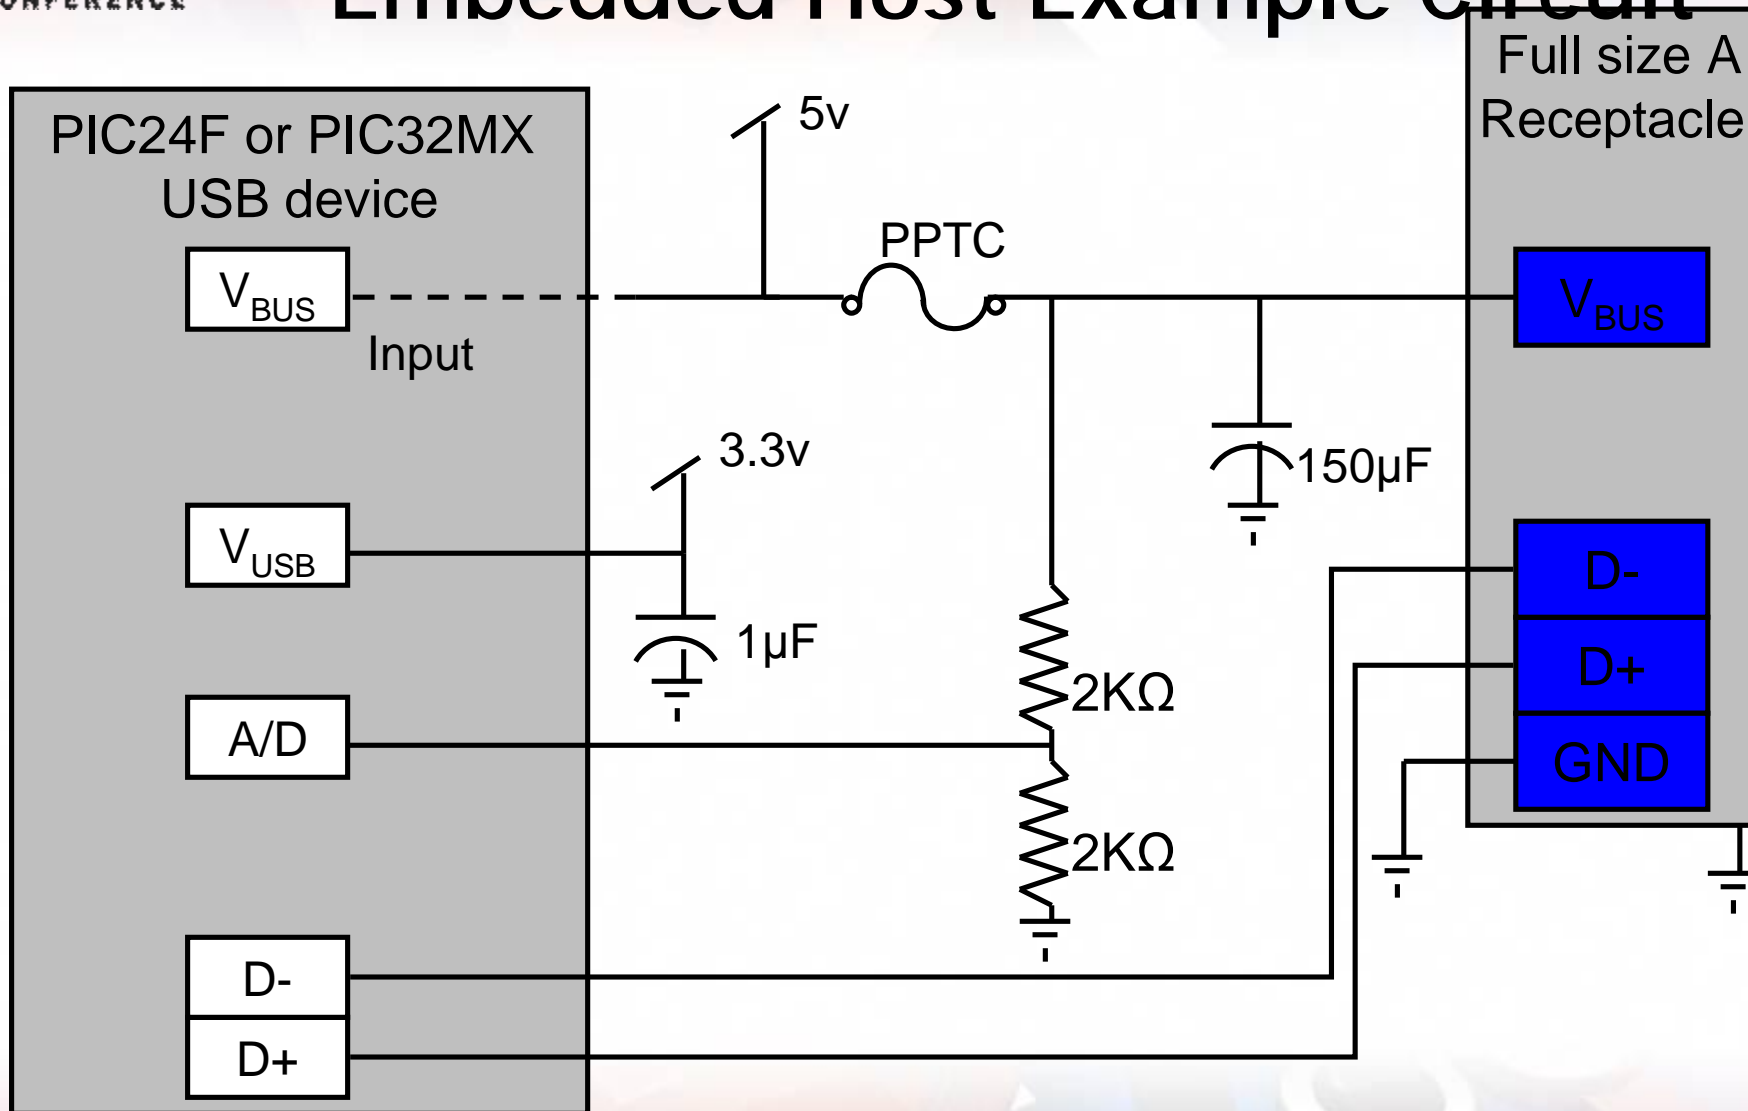 CONFERENCE
Embedded Host Example Circuit
Full size A
Receptacle
PIC24F or PIC32MX
USB device
5v
PPTC
VBUS
Input
VBUS
3.3v
150µF
VUSB
1µF
2KΩ
A/D
2KΩ
D-
D+
GND
D-
D+